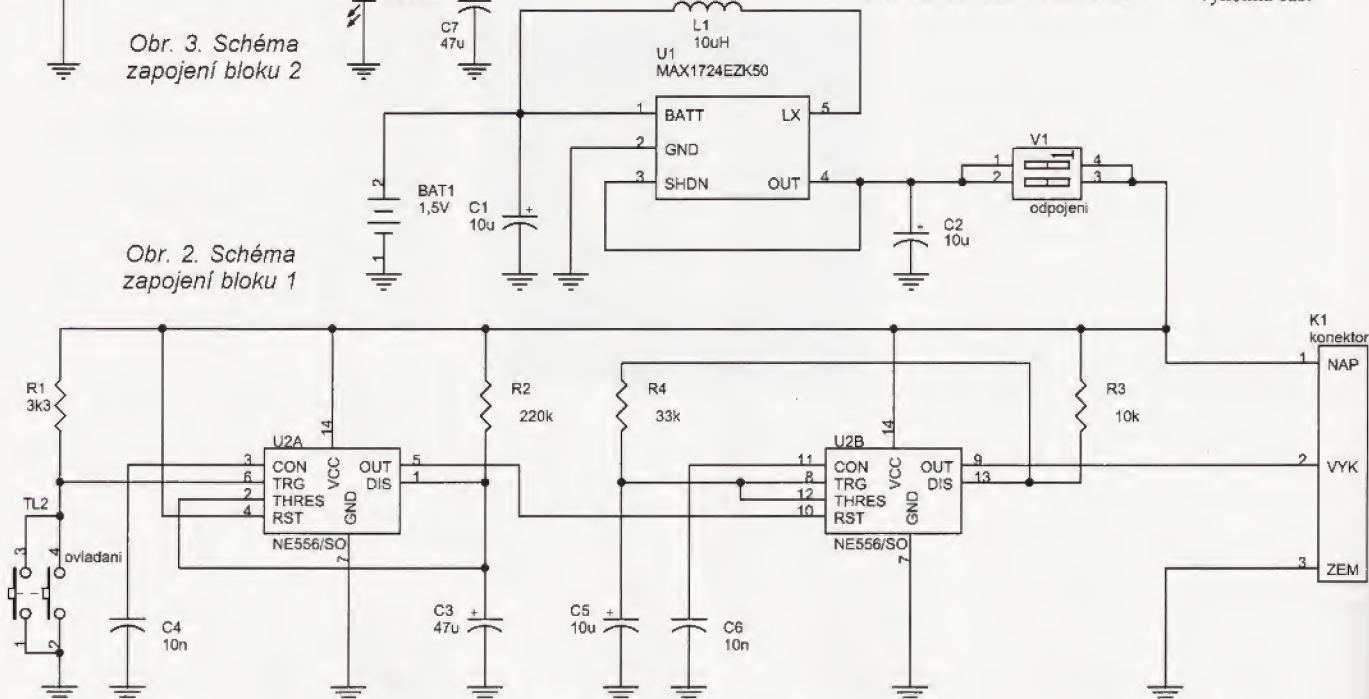 výkonná část
C7
47u
Obr. 3. Schéma
zapojení bloku 2
L1
10uH
U1
MAX1724EZK50
1 BATT LX 5
2 GND
3 SHDN OUT 4
V1
1 4
2 3
odpojeni
2
BAT1
1,5V
1
C1
10u
+
C2
10u
+
Obr. 2. Schéma
zapojení bloku 1
K1
konektor
1 NAP
2 VYK
3 ZEM
R1
3k3
R2
220k
R4
33k
R3
10k
14
U2A
3 CON VCC OUT 5
6 TRG DIS 1
2 THRES
4 RST GND
NE556/SO
7
14
U2B
11 CON VCC OUT 9
8 TRG DIS 13
12 THRES
10 RST GND
NE556/SO
7
TL2
3 4
ovladani
1 2
C4
10n
C3
47u
+
C5
10u
+
C6
10n